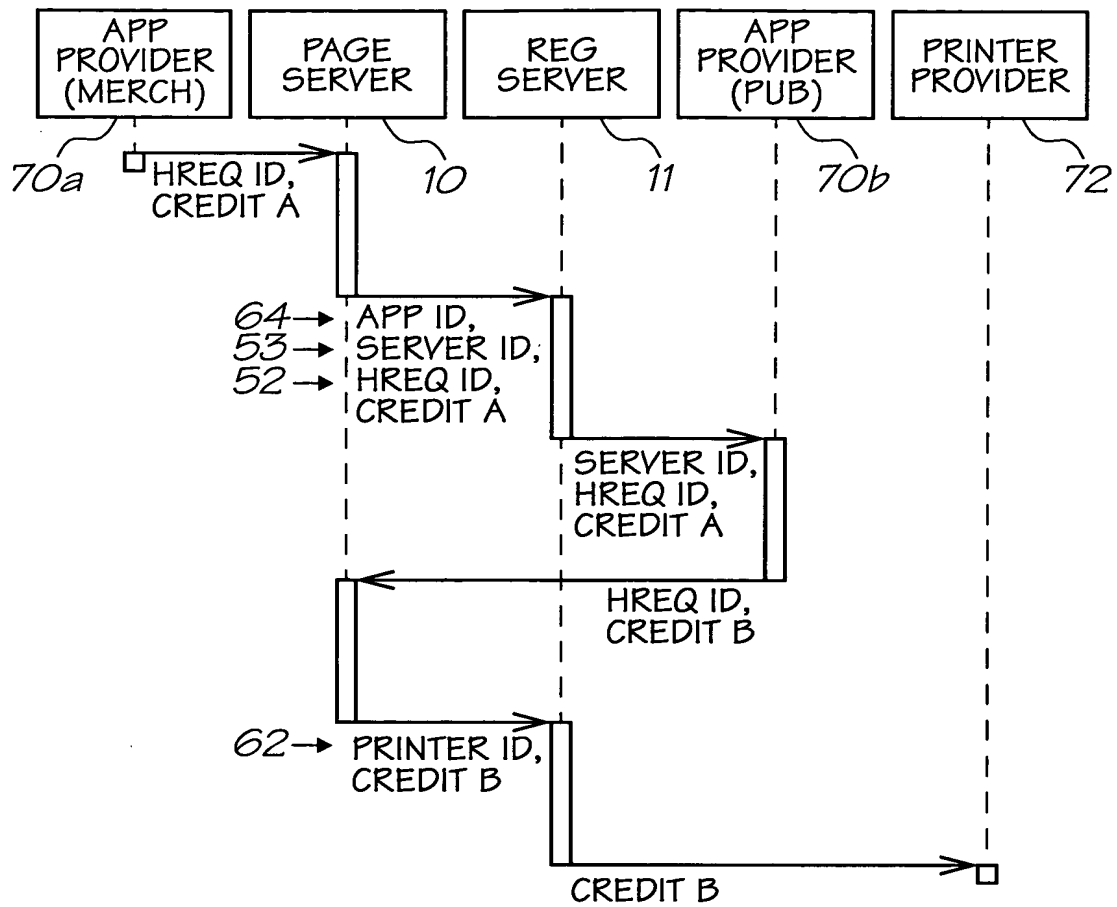 APP
PROVIDER
(MERCH)
PAGE
SERVER
REG
SERVER
APP
PROVIDER
(PUB)
PRINTER
PROVIDER
70a
10
11
70b
72
HREQ ID,
CREDIT A
64
APP ID,
53
SERVER ID,
52
HREQ ID,
CREDIT A
SERVER ID,
HREQ ID,
CREDIT A
HREQ ID,
CREDIT B
62
PRINTER ID,
CREDIT B
CREDIT B